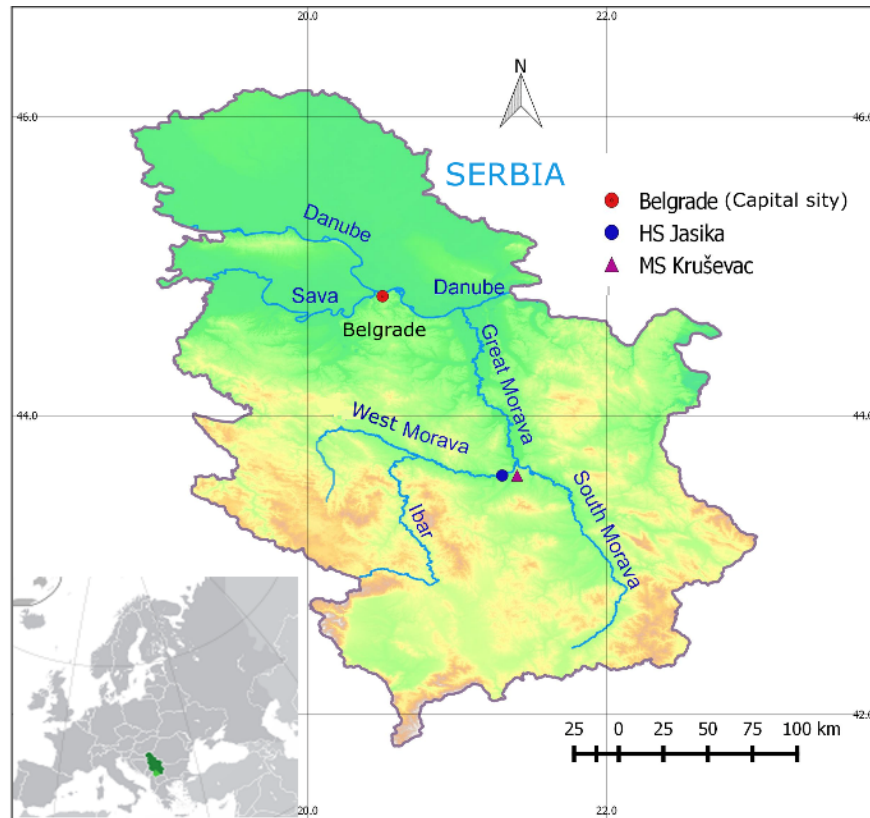 20.0
22.0
N
46.0
46.0
SERBIA
Belgrade (Capital sity)
HS Jasika
MS Kruševac
Danube
Sava
Danube
Belgrade
Great Morava
44.0
44.0
West Morava
South Morava
Ibar
42.0
25 0 25 50 75 100 km
20.0
22.0